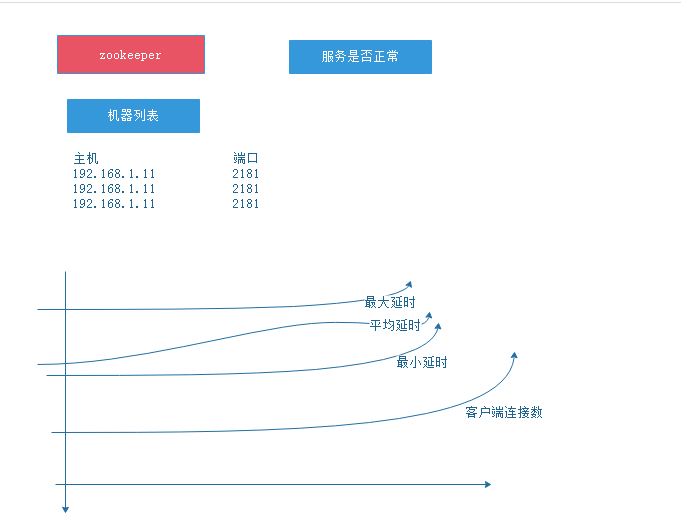 zookeeper
服务是否正常
机器列表
主机 端口
192.168.1.11 2181
192.168.1.11 2181
192.168.1.11 2181
最大延时
平均延时
最小延时
客户端连接数